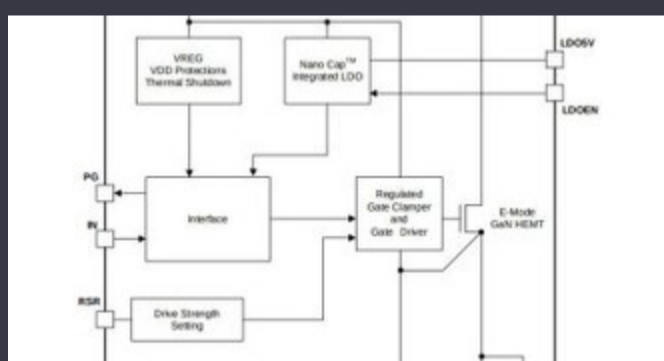 LDO5V
VREG
VDD Protections
Thermal Shutdown
Nano Cap™
Integrated LDO
LDOEN
PG
Interface
Regulated
Gate Clamper
and
Gate Driver
E-Mode
GaN HEMT
IN
RSR
Drive Strength
Setting